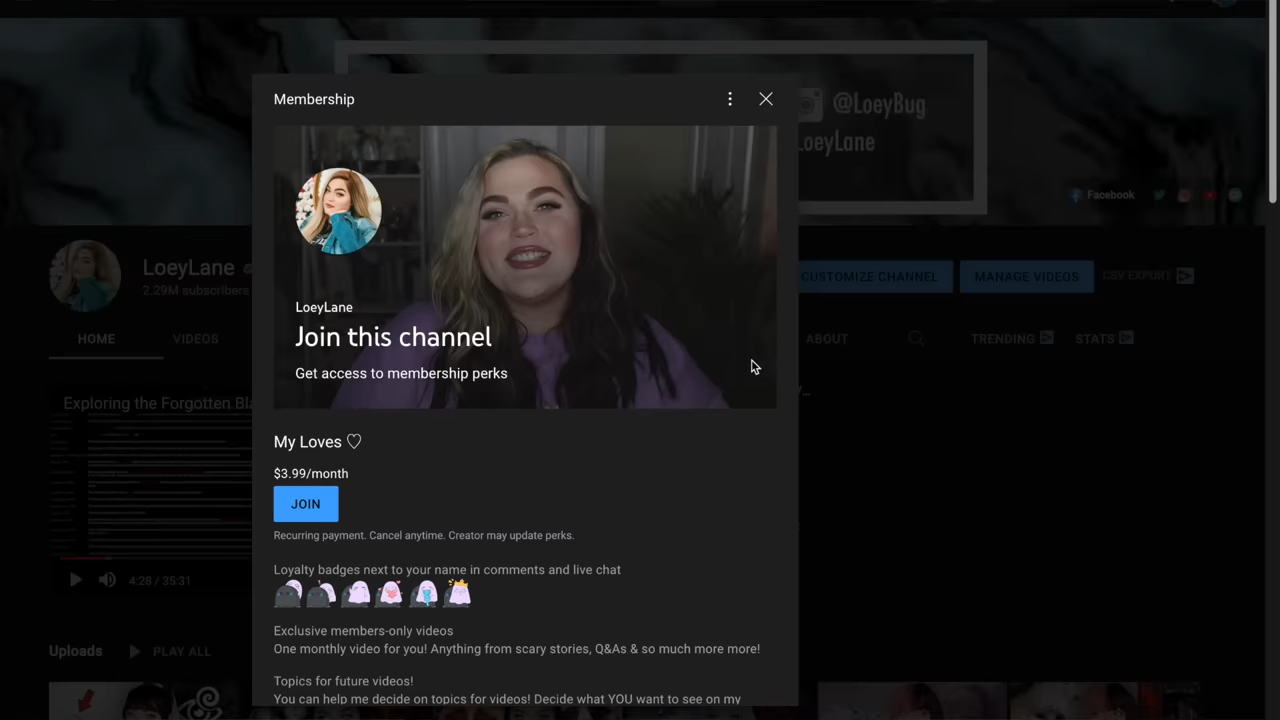 Membership
@LoeyBug
LoeyLane
Facebook
LoeyLane
2.29M subscribers
CUSTOMIZE CHANNEL
MANAGE VIDEOS
CSV EXPORT
HOME
VIDEOS
ABOUT
TRENDING
STATS
LoeyLane
Join this channel
Get access to membership perks
Exploring the Forgotten
My Loves ♡
$3.99/month
JOIN
Recurring payment. Cancel anytime. Creator may update perks.
Loyalty badges next to your name in comments and live chat
4:28 / 35:31
Exclusive members-only videos
One monthly video for you! Anything from scary stories, Q&As & so much more more!
Uploads
PLAY ALL
Topics for future videos!
You can help me decide on topics for videos! Decide what YOU want to see on my